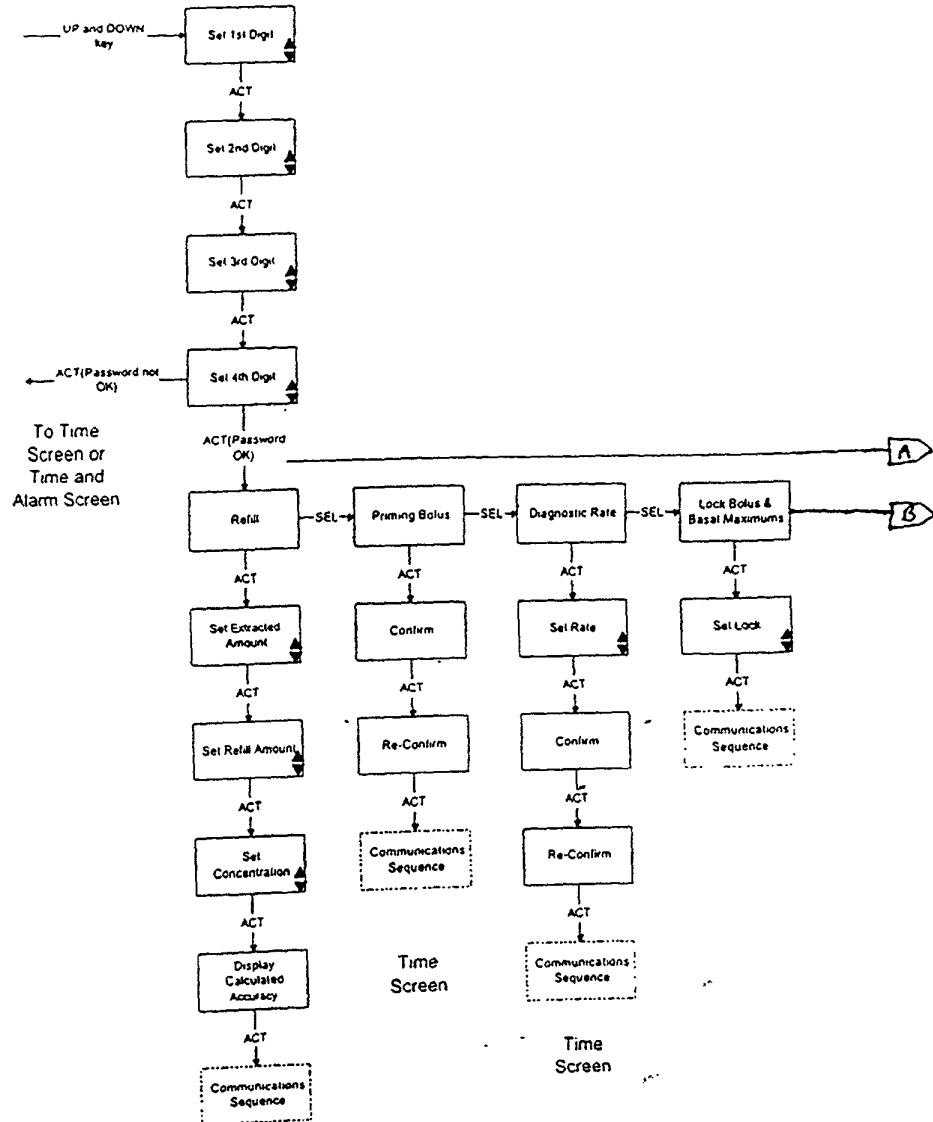 UP and DOWN
key
Set 1st Digit
ACT
Set 2nd Digit
ACT
Set 3rd Digit
ACT
ACT(Password not
OK)
Set 4th Digit
To Time
Screen or
Time and
Alarm Screen
ACT(Password
OK)
A
Refill
SEL
Priming Bolus
SEL
Diagnostic Rate
SEL
Lock Bolus &
Basal Maximums
B
ACT
ACT
ACT
ACT
Set Extracted
Amount
Confirm
Set Rate
Set Lock
ACT
ACT
ACT
ACT
Set Refill Amount
Re-Confirm
Confirm
Communications
Sequence
ACT
ACT
ACT
Set
Concentration
Communications
Sequence
Re-Confirm
ACT
ACT
Display
Calculated
Accuracy
Time
Screen
Communications
Sequence
ACT
Time
Screen
Communications
Sequence